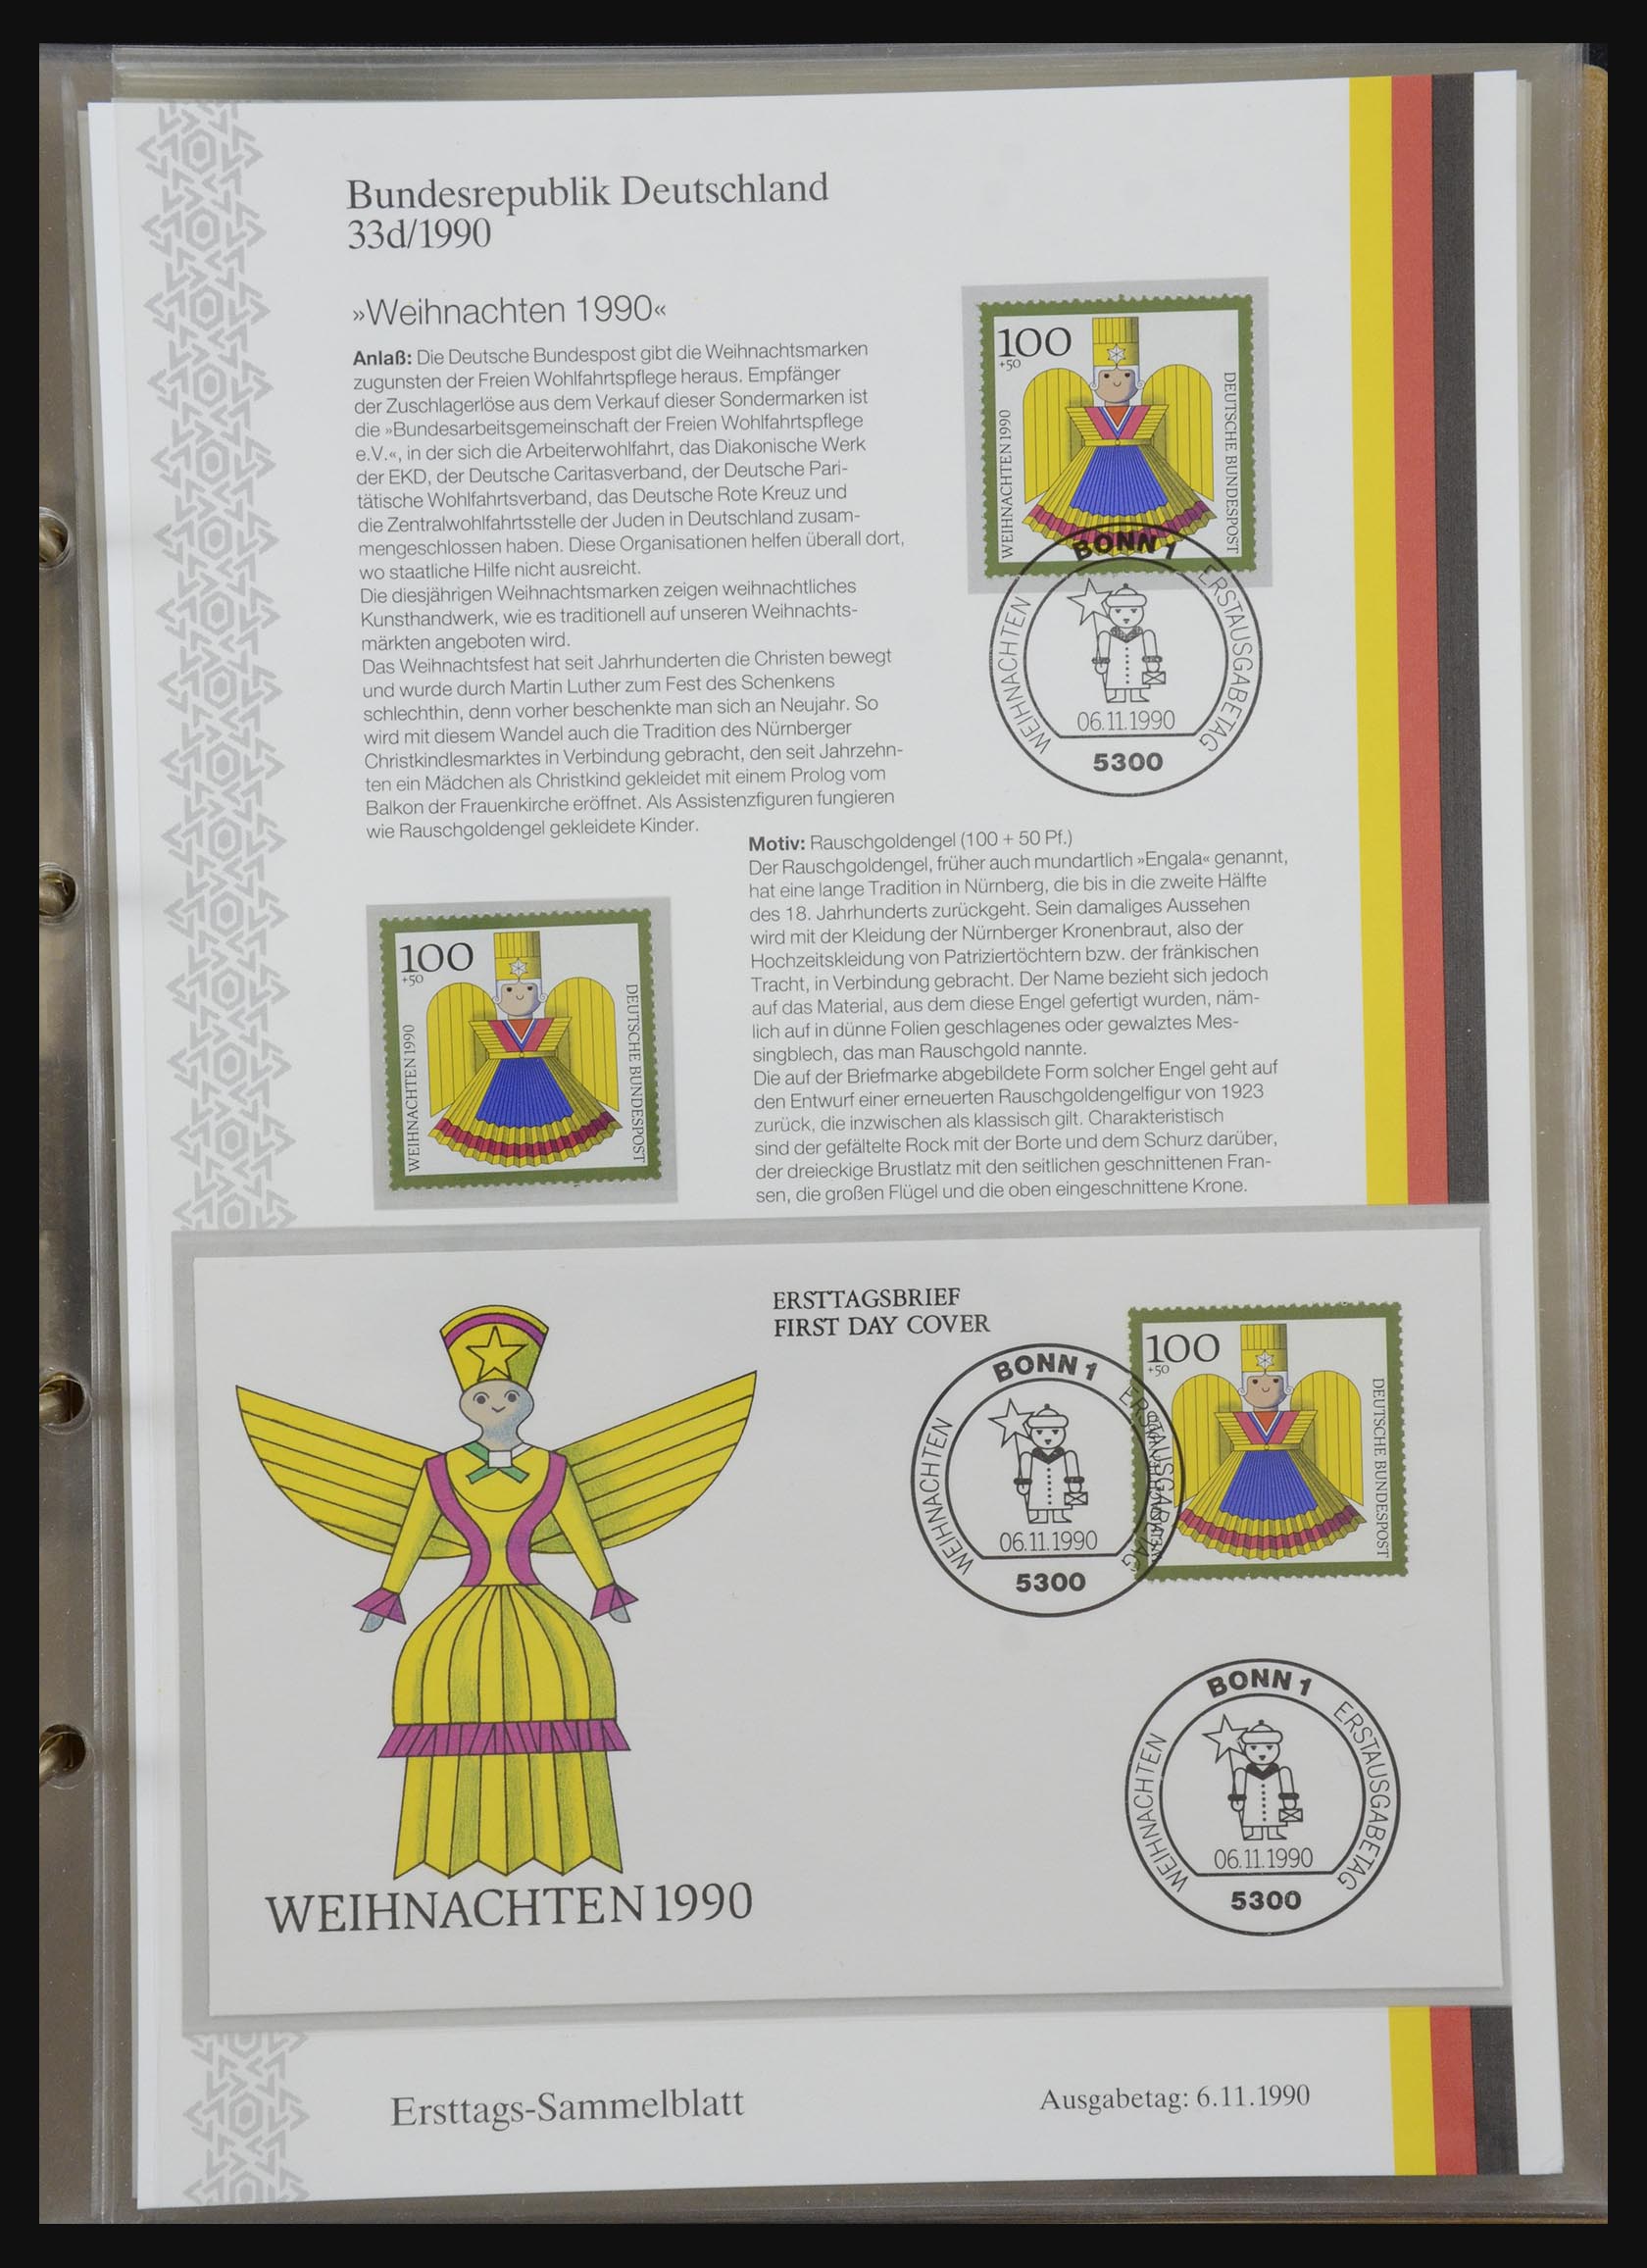 Bundesrepublik Deutschland
33d/1990
»Weihnachten 1990«
Anlaß: Die Deutsche Bundespost gibt die Weihnachtsmarken
zugunsten der Freien Wohlfahrtspflege heraus. Empfänger
der Zuschlagerlöse aus dem Verkauf dieser Sondermarken ist
die »Bundesarbeitsgemeinschaft der Freien Wohlfahrtspflege
e.V.«, in der sich die Arbeiterwohlfahrt, das Diakonische Werk
der EKD, der Deutsche Caritasverband, der Deutsche Pari-
tätische Wohlfahrtsverband, das Deutsche Rote Kreuz und
die Zentralwohlfahrtsstelle der Juden in Deutschland zusam-
mengeschlossen haben. Diese Organisationen helfen überall dort,
wo staatliche Hilfe nicht ausreicht.
Die diesjährigen Weihnachtsmarken zeigen weihnachtliches
Kunsthandwerk, wie es traditionell auf unseren Weihnachts-
märkten angeboten wird.
Das Weihnachtsfest hat seit Jahrhunderten die Christen bewegt
und wurde durch Martin Luther zum Fest des Schenkens
schlechthin, denn vorher beschenkte man sich an Neujahr. So
wird mit diesem Wandel auch die Tradition des Nürnberger
Christkindlesmarktes in Verbindung gebracht, den seit Jahrzehn-
ten ein Mädchen als Christkind gekleidet mit einem Prolog vom
Balkon der Frauenkirche eröffnet. Als Assistenzfiguren fungieren
wie Rauschgoldengel gekleidete Kinder.
100
+50
WEIHNACHTEN 1990
DEUTSCHE BUNDESPOST
BONN 1
WEIHNACHTEN
ERSTAUSGABETAG
06.11.1990
5300
Motiv: Rauschgoldengel (100 + 50 Pf.)
Der Rauschgoldengel, früher auch mundartlich »Engala« genannt,
hat eine lange Tradition in Nürnberg, die bis in die zweite Hälfte
des 18. Jahrhunderts zurückgeht. Sein damaliges Aussehen
wird mit der Kleidung der Nürnberger Kronenbraut, also der
Hochzeitskleidung von Patriziertöchtern bzw. der fränkischen
Tracht, in Verbindung gebracht. Der Name bezieht sich jedoch
auf das Material, aus dem diese Engel gefertigt wurden, näm-
lich auf in dünne Folien geschlagenes oder gewalztes Mes-
singblech, das man Rauschgold nannte.
Die auf der Briefmarke abgebildete Form solcher Engel geht auf
den Entwurf einer erneuerten Rauschgoldengelfigur von 1923
zurück, die inzwischen als klassisch gilt. Charakteristisch
sind der gefältelte Rock mit der Borte und dem Schurz darüber,
der dreieckige Brustlatz mit den seitlichen geschnittenen Fran-
sen, die großen Flügel und die oben eingeschnittene Krone.
100
+50
WEIHNACHTEN 1990
DEUTSCHE BUNDESPOST
ERSTTAGSBRIEF
FIRST DAY COVER
BONN 1
WEIHNACHTEN
ERSTAUSGABETAG
06.11.1990
5300
100
+50
DEUTSCHE BUNDESPOST
BONN 1
WEIHNACHTEN
ERSTAUSGABETAG
06.11.1990
5300
WEIHNACHTEN 1990
Ersttags-Sammelblatt
Ausgabetag: 6.11.1990